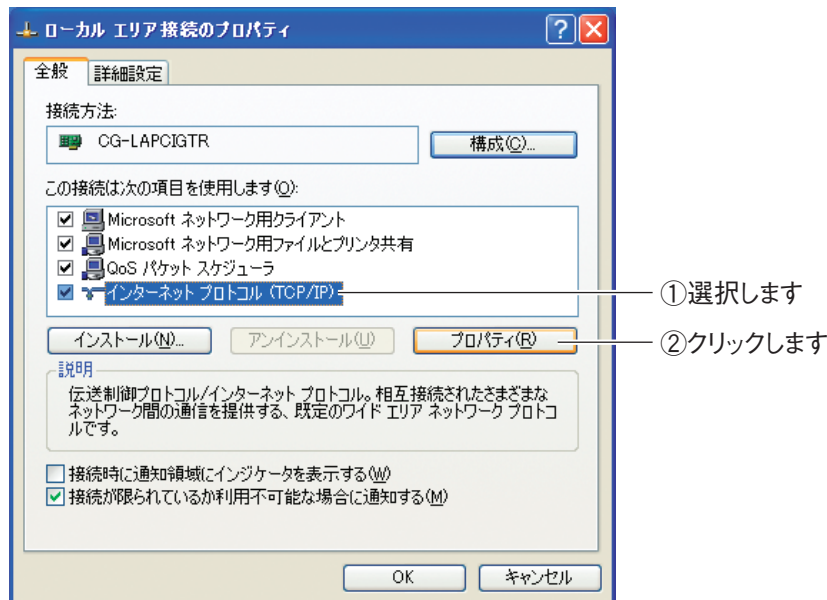 ローカル エリア接続のプロパティ
全般 詳細設定
接続方法:
CG-LAPCIGTR 構成(C)...
この接続は次の項目を使用します(O):
Microsoft ネットワーク用クライアント
Microsoft ネットワーク用ファイルとプリンタ共有
QoS パケット スケジューラ
インターネット プロトコル (TCP/IP) ①選択します
インストール(N)... アンインストール(U) プロパティ(R) ②クリックします
説明
伝送制御プロトコル/インターネット プロトコル。相互接続されたさまざまな
ネットワーク間の通信を提供する、既定のワイド エリア ネットワーク プロトコ
ルです。
接続時に通知領域にインジケータを表示する(W)
接続が限られているか利用不可能な場合に通知する(M)
OK キャンセル